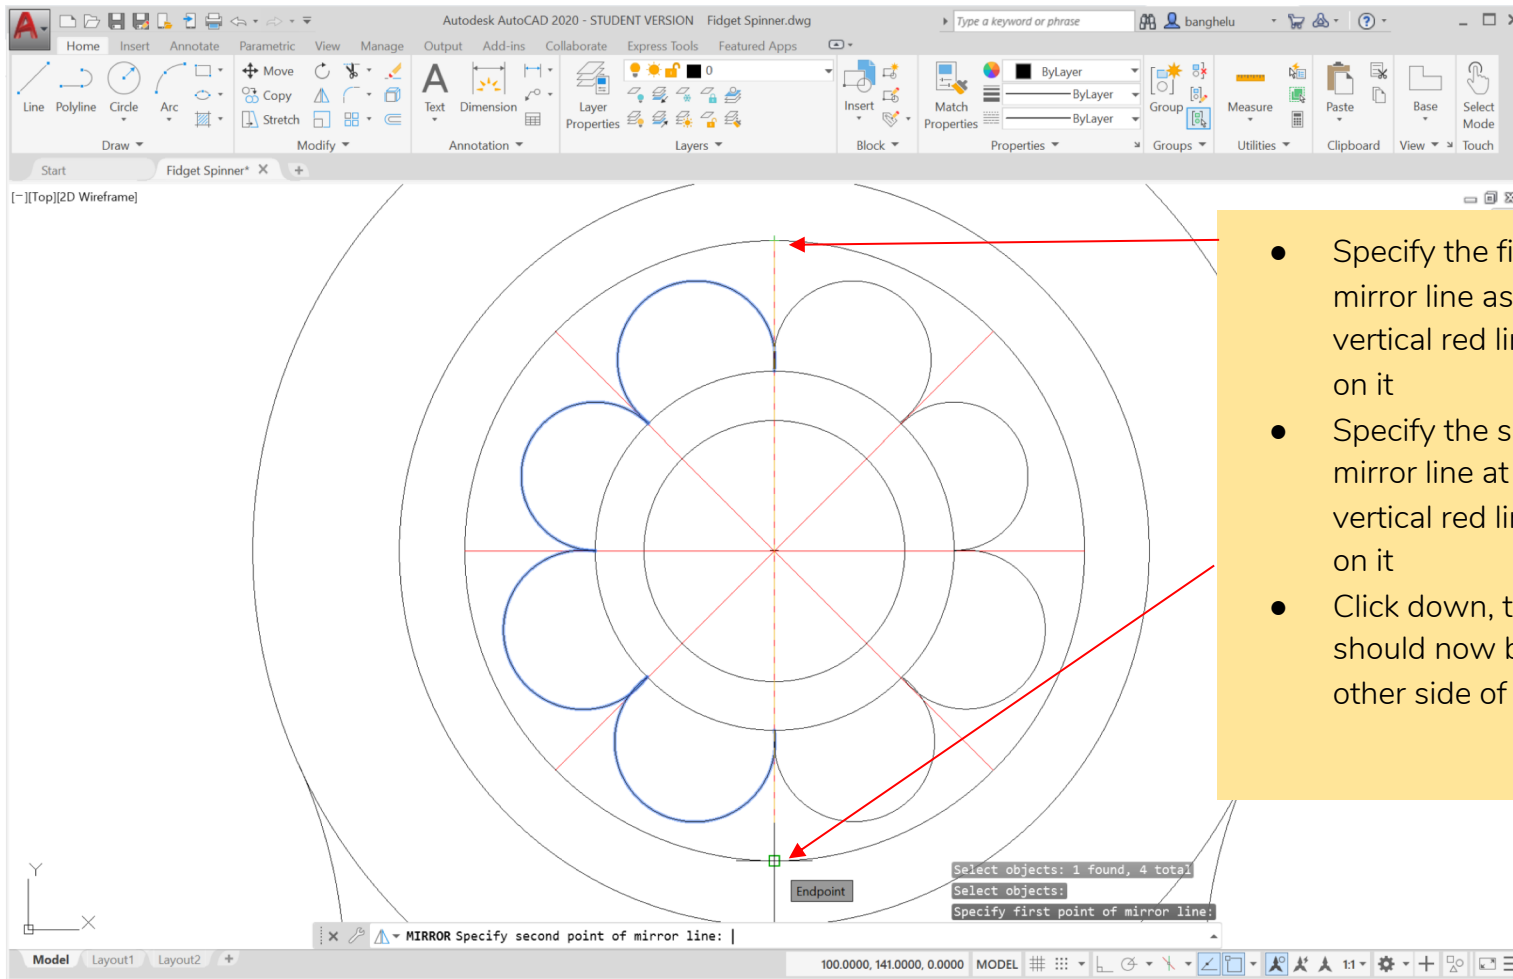 Autodesk AutoCAD 2020 - STUDENT VERSION Fidget Spinner.dwg
Type a keyword or phrase
banghelu
Home Insert Annotate Parametric View Manage Output Add-ins Collaborate Express Tools Featured Apps
Move
Copy
Stretch
Line Polyline Circle Arc
Text Dimension
Layer
Properties
0
Insert
Match
Properties
ByLayer
ByLayer
ByLayer
Group
Measure
Paste
Base
Select
Mode
Draw Modify Annotation Layers Block Properties Groups Utilities Clipboard View Touch
Start Fidget Spinner*
[−][Top][2D Wireframe]
● Specify the
mirror line as
vertical red
on it
● Specify the
mirror line at
vertical red
on it
● Click down,
should now
other side of
Y
X
Endpoint
Select objects: 1 found, 4 total
Select objects:
Specify first point of mirror line:
MIRROR Specify second point of mirror line:
Model Layout1 Layout2 +
100.0000, 141.0000, 0.0000 MODEL 1:1